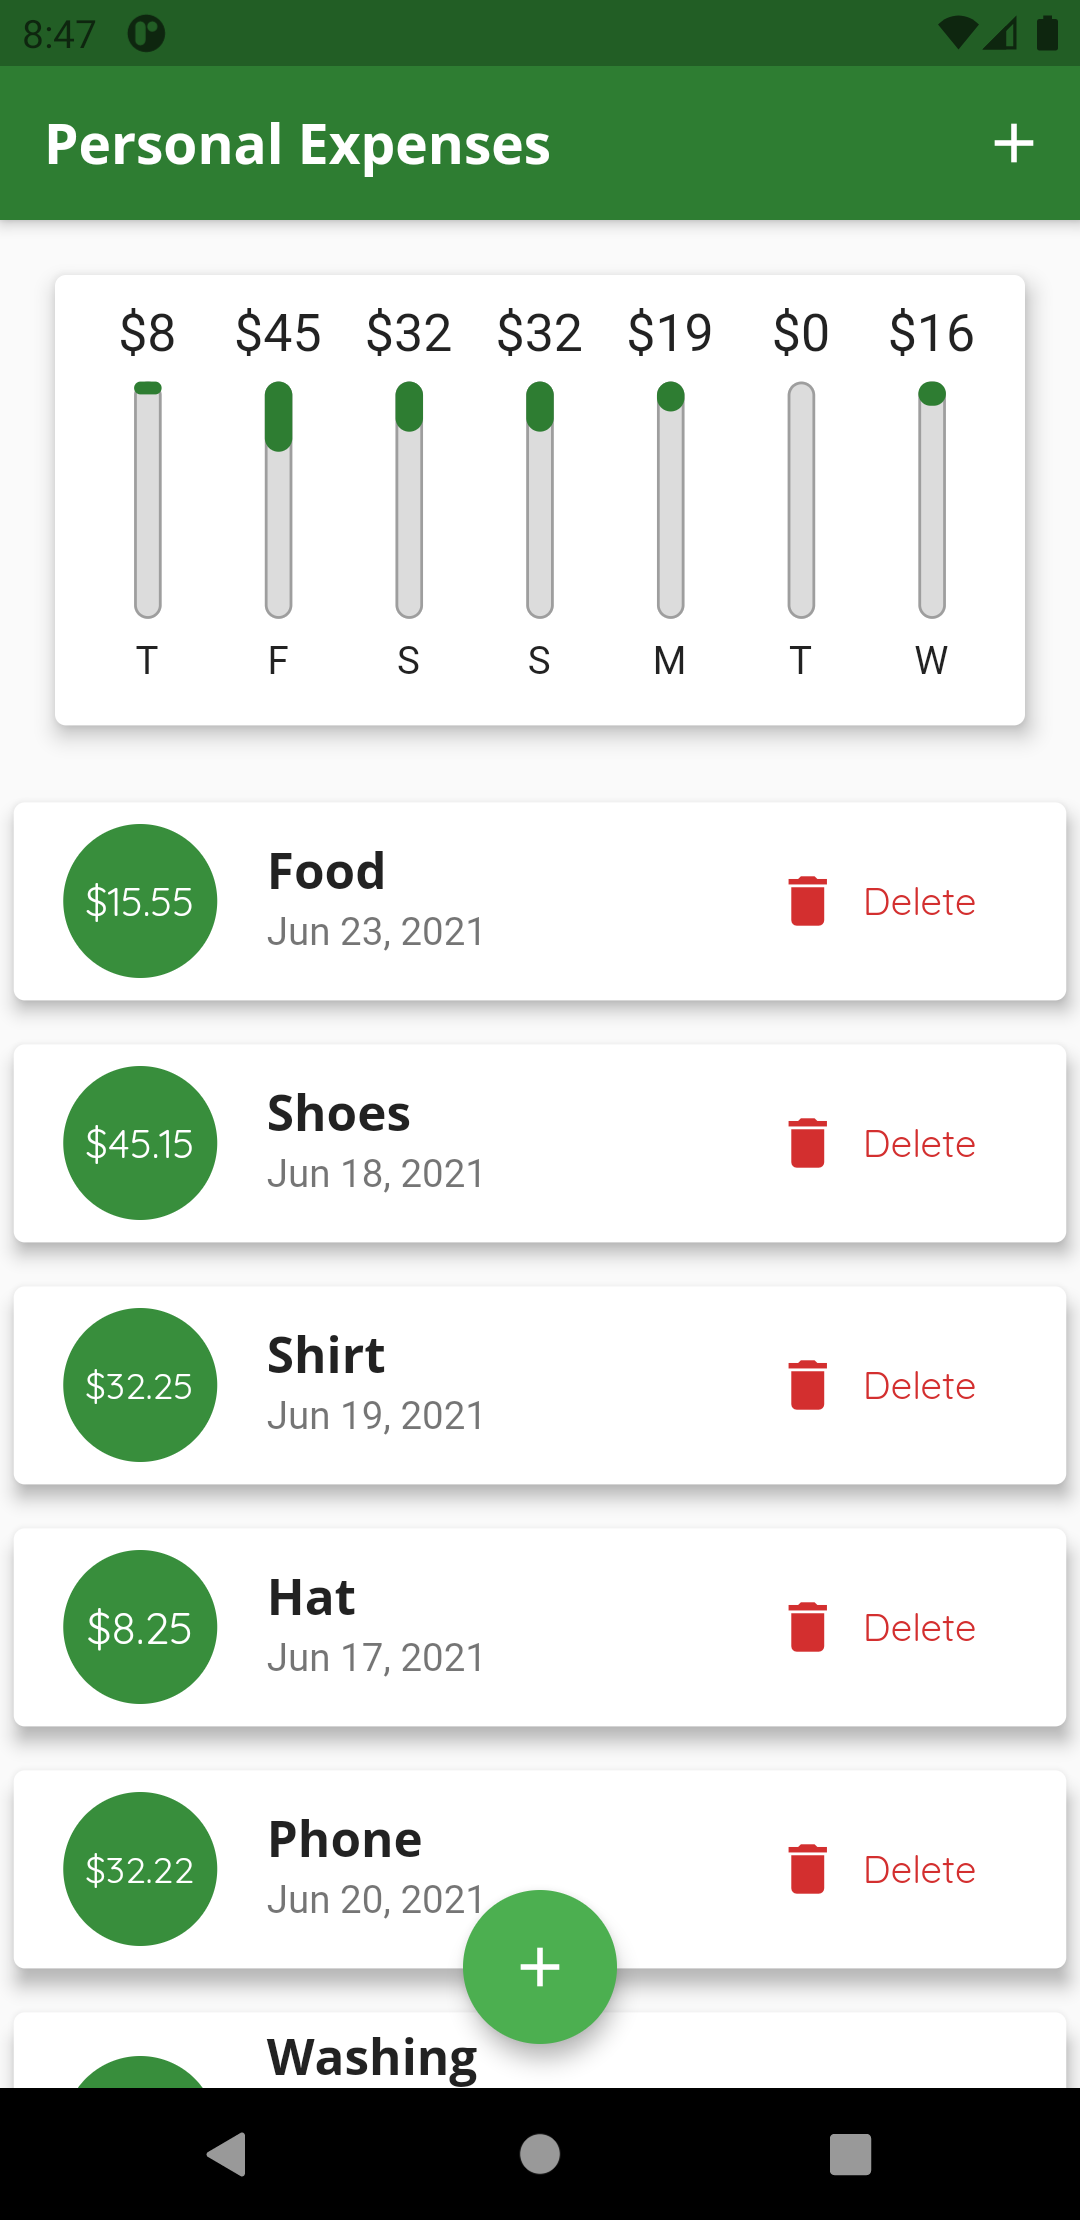 8:47
Personal Expenses
$8 $45 $32 $32 $19 $0 $16
T F S S M T W
Food
$15.55 Delete
Jun 23, 2021
Shoes
$45.15 Delete
Jun 18, 2021
Shirt
$32.25 Delete
Jun 19, 2021
Hat
$8.25 Delete
Jun 17, 2021
Phone
$32.22 Delete
Jun 20, 2021
Washing